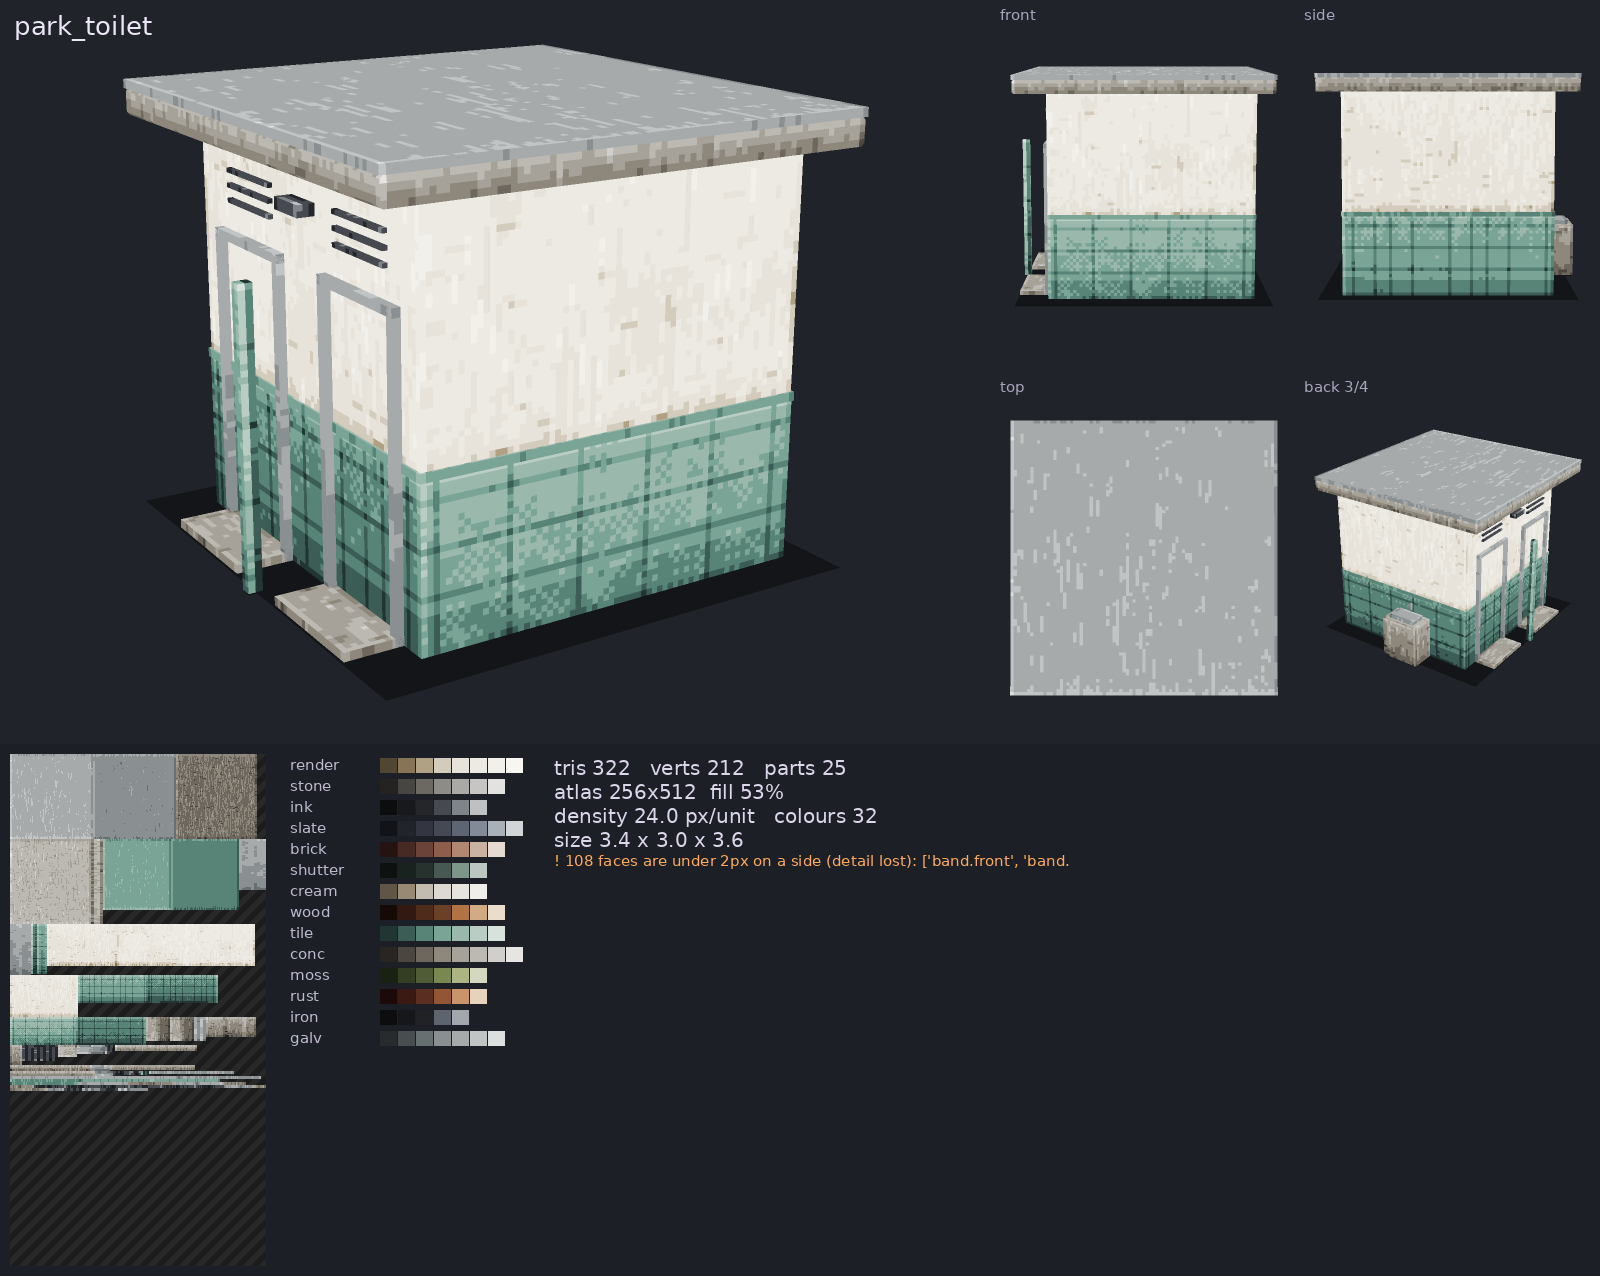 park_toilet
front
side
top
back 3/4
render
stone
ink
slate
brick
shutter
cream
wood
tile
conc
moss
rust
iron
galv
tris 322 verts 212 parts 25
atlas 256x512 fill 53%
density 24.0 px/unit colours 32
size 3.4 x 3.0 x 3.6
! 108 faces are under 2px on a side (detail lost): ['band.front', 'band.